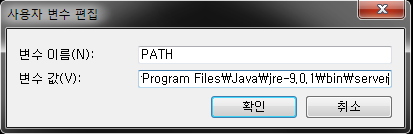 사용자 변수 편집
변수 이름(N):
PATH
변수 값(V):
Program Files₩Java₩jre-9.0.1₩bin₩server
확인
취소